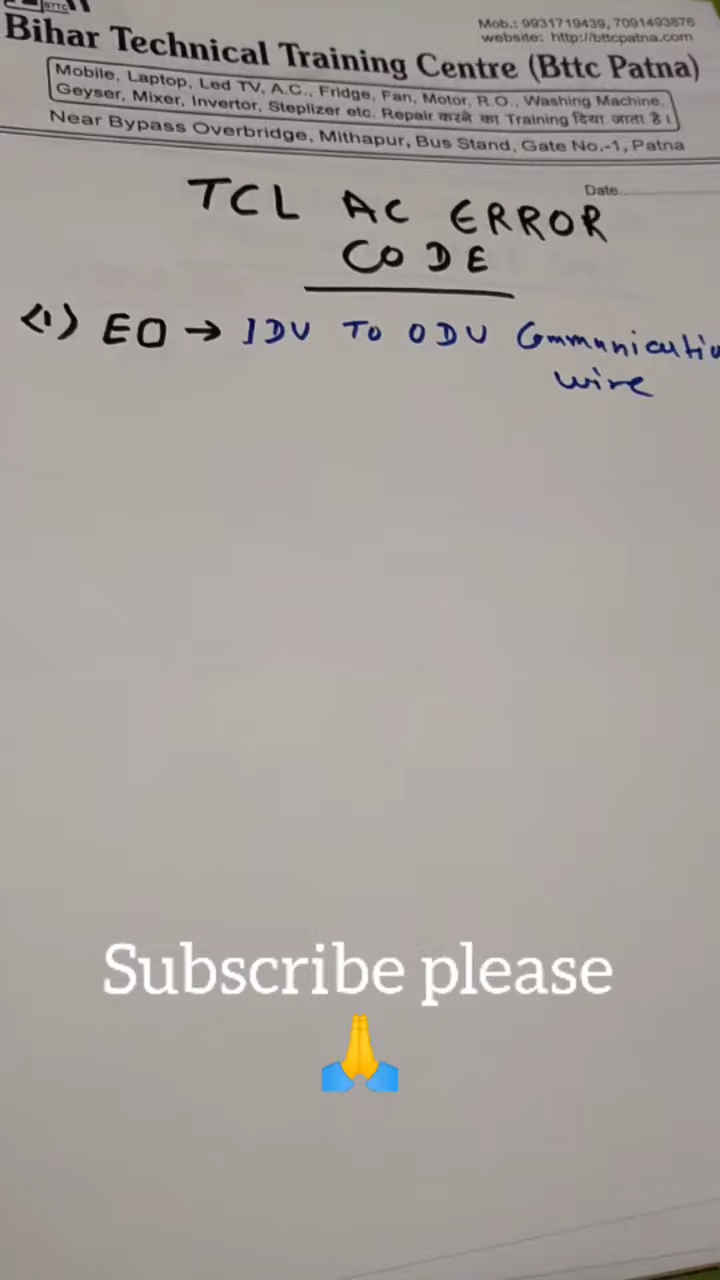 BTTC
Mob.: 9931719439, 7091493876
website: http://bttcpatna.com
Bihar Technical Training Centre (Bttc Patna)
Mobile, Laptop, Led TV, A.C., Fridge, Fan, Motor, R.O., Washing Machine,
Geyser, Mixer, Invertor, Steplizer etc. Repair करने का Training दिया जाता है।
Near Bypass Overbridge, Mithapur, Bus Stand, Gate No.-1, Patna
Date..............
TCL AC ERROR
CODE
(1) E0 → IDU TO ODU Communicatio
wire
Subscribe please
🙏